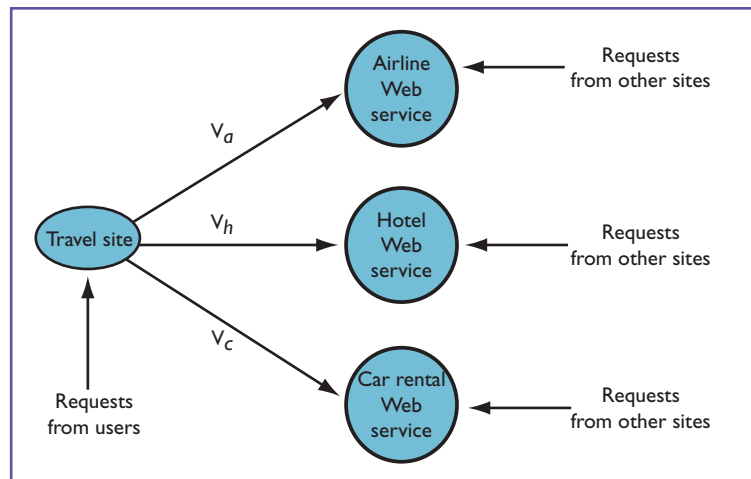 Airline
Web
service
Requests
from other sites
Va
Travel site
Vh
Hotel
Web
service
Requests
from other sites
Vc
Requests
from users
Car rental
Web
service
Requests
from other sites